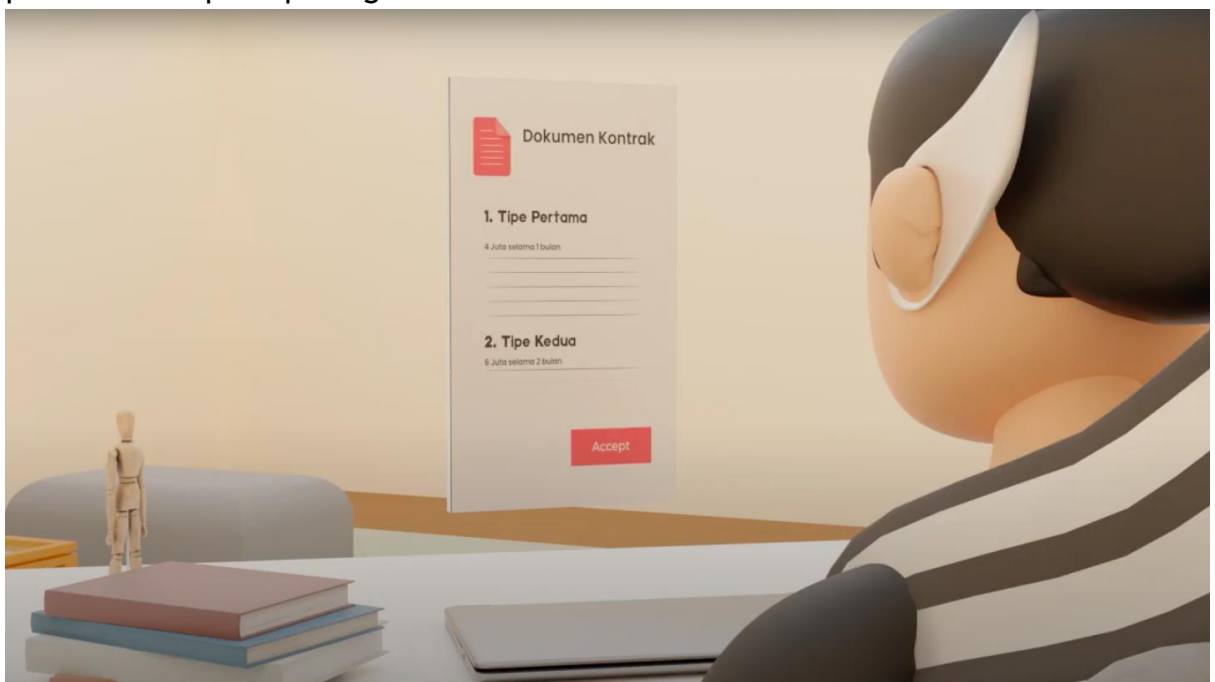 Dokumen Kontrak
1. Tipe Pertama
4 Juta selama 1 bulan
2. Tipe Kedua
6 Juta selama 2 bulan
Accept